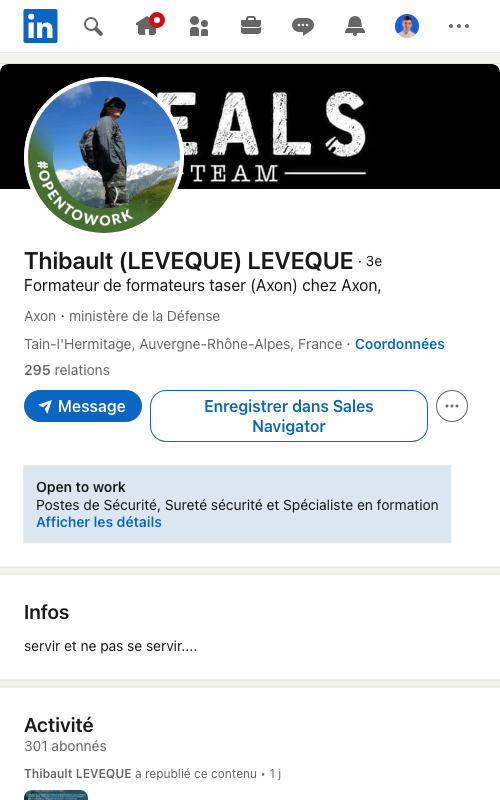 in
EALS
TEAM
#OPENTOWORK
Thibault (LEVEQUE) LEVEQUE · 3e
Formateur de formateurs taser (Axon) chez Axon,
Axon • ministère de la Défense
Tain-l'Hermitage, Auvergne-Rhône-Alpes, France · Coordonnées
295 relations
Message
Enregistrer dans Sales
Navigator
Open to work
Postes de Sécurité, Sureté sécurité et Spécialiste en formation
Afficher les détails
Infos
servir et ne pas se servir....
Activité
301 abonnés
Thibault LEVEQUE a republié ce contenu • 1 j